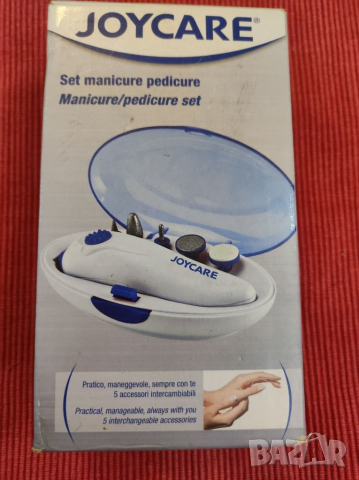 JOYCARE®
Set manicure pedicure
Manicure/pedicure set
JOYCARE
Pratico, maneggevole, sempre con te
5 accessori intercambiabili
Practical, manageable, always with you
5 interchangeable accessories
bazar